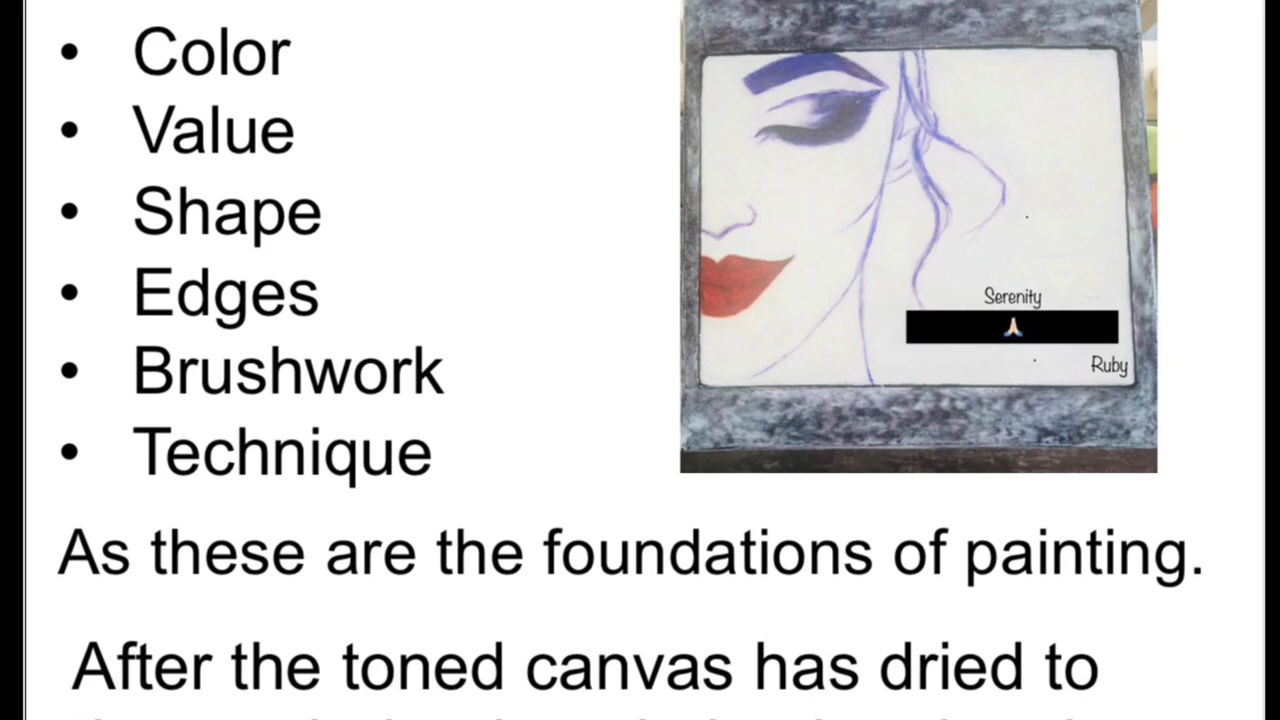 • Color
• Value
• Shape
• Edges
• Brushwork
• Technique
Serenity
🙏🏻
Ruby
As these are the foundations of painting.
After the toned canvas has dried to